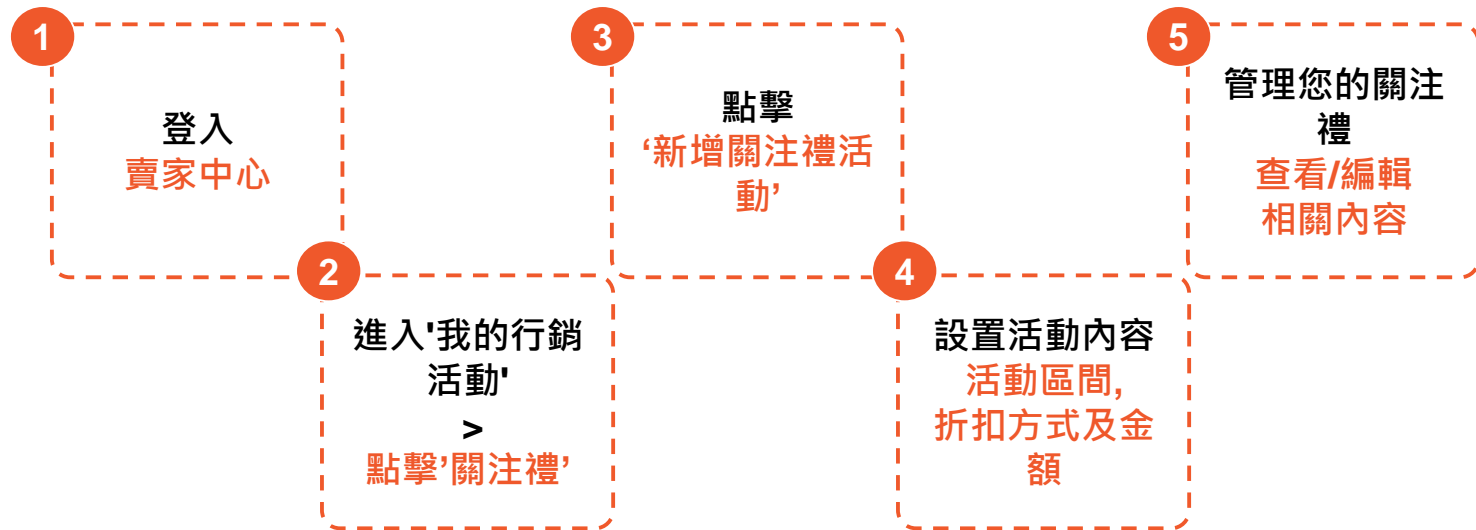 1
登入
賣家中心
2
進入'我的行銷
活動'
>
點擊’關注禮’
3
點擊
‘新增關注禮活
動’
4
設置活動內容
活動區間,
折扣方式及金
額
5
管理您的關注
禮
查看/編輯
相關內容